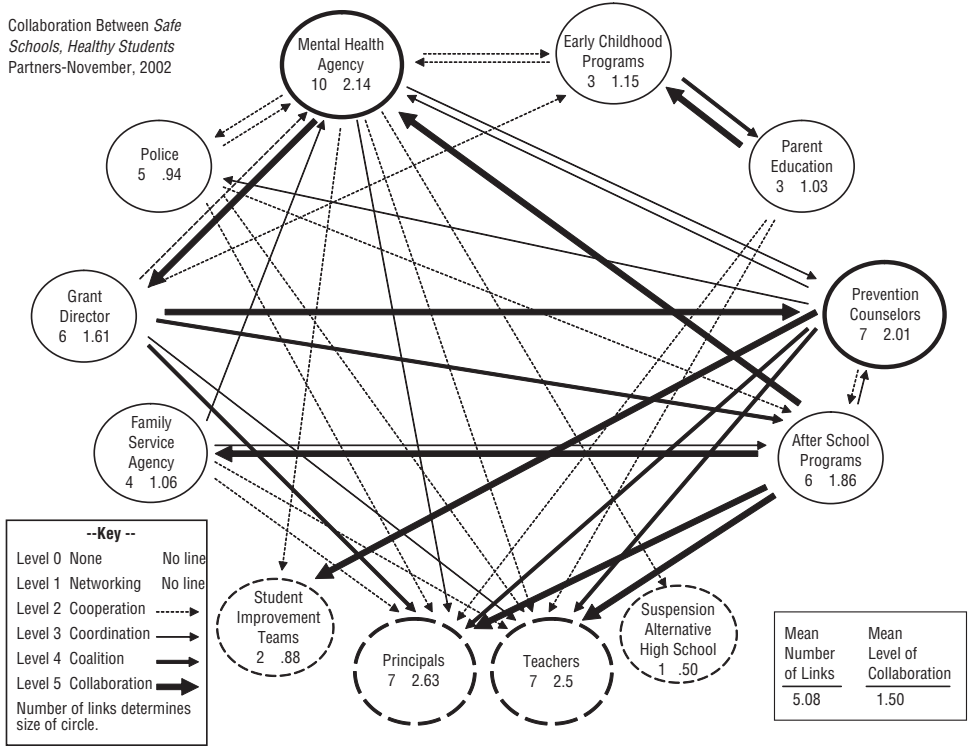 Collaboration Between Safe
Schools, Healthy Students
Partners-November, 2002
Mental Health
Agency
10 2.14
Early Childhood
Programs
3 1.15
Police
5 .94
Parent
Education
3 1.03
Grant
Director
6 1.61
Prevention
Counselors
7 2.01
Family
Service
Agency
4 1.06
After School
Programs
6 1.86
Student
Improvement
Teams
2 .88
Principals
7 2.63
Teachers
7 2.5
Suspension
Alternative
High School
1 .50
--Key --
Level 0 None No line
Level 1 Networking No line
Level 2 Cooperation
Level 3 Coordination
Level 4 Coalition
Level 5 Collaboration
Number of links determines
size of circle.
Mean Mean
Number Level of
of Links Collaboration
5.08 1.50